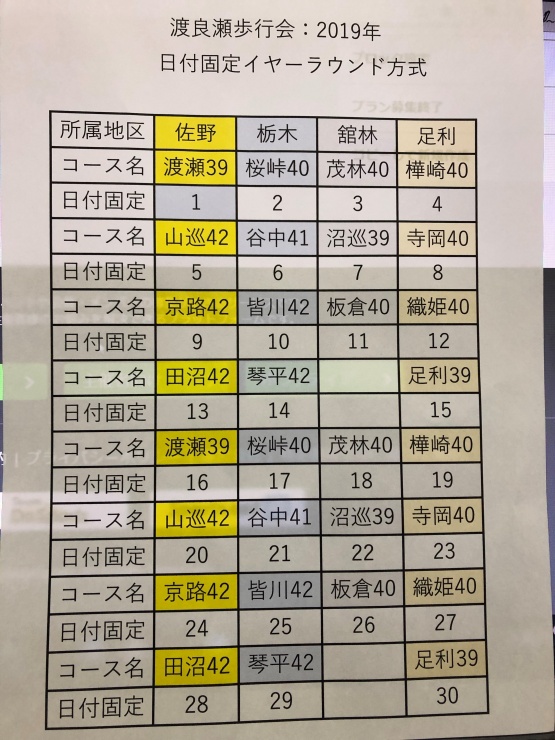 渡良瀬歩行会：2019年
日付固定イヤーラウンド方式
所属地区 佐野 栃木 舘林 足利
コース名 渡瀬39 桜峠40 茂林40 樺崎40
日付固定 1 2 3 4
コース名 山巡42 谷中41 沼巡39 寺岡40
日付固定 5 6 7 8
コース名 京路42 皆川42 板倉40 織姫40
日付固定 9 10 11 12
コース名 田沼42 琴平42 足利39
日付固定 13 14 15
コース名 渡瀬39 桜峠40 茂林40 樺崎40
日付固定 16 17 18 19
コース名 山巡42 谷中41 沼巡39 寺岡40
日付固定 20 21 22 23
コース名 京路42 皆川42 板倉40 織姫40
日付固定 24 25 26 27
コース名 田沼42 琴平42 足利39
日付固定 28 29 30